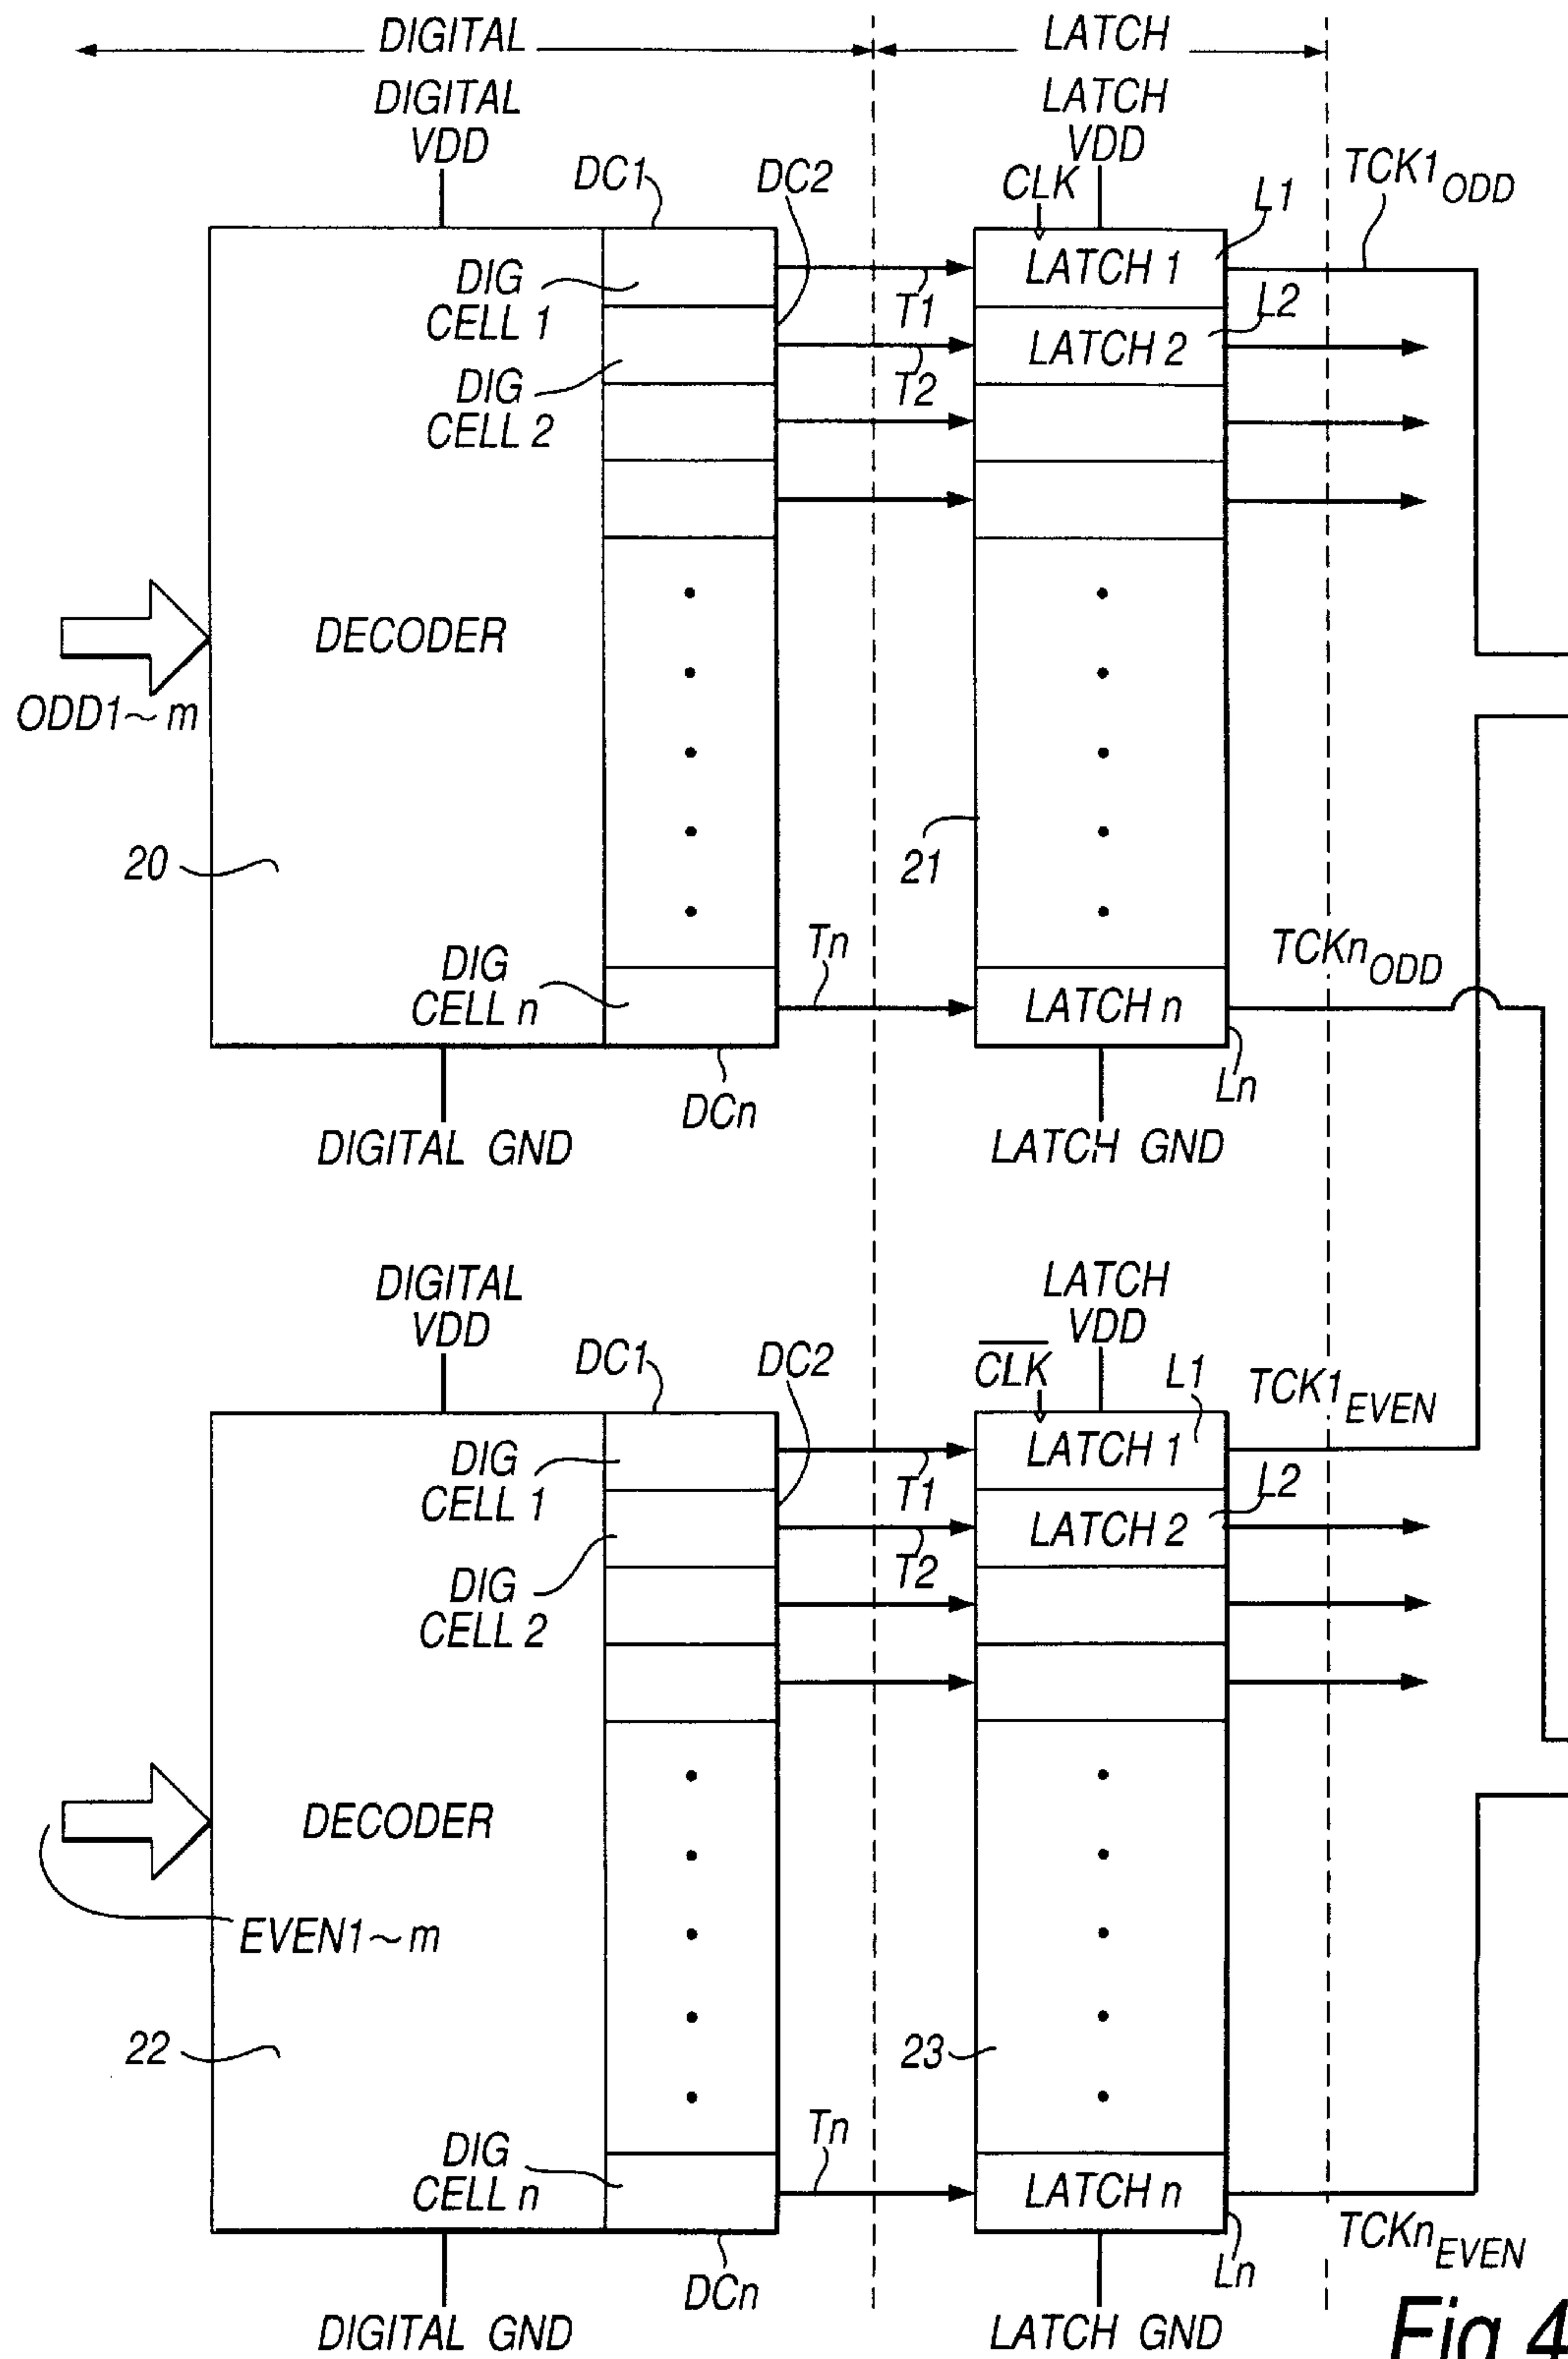 DIGITAL
LATCH
DIGITAL
VDD
LATCH
VDD
DC1
DC2
CLK
L1
TCK1ODD
DIG
CELL 1
T1
LATCH 1
L2
DIG
CELL 2
T2
LATCH 2
DECODER
ODD1~m
20
21
DIG
CELL n
Tn
TCKnODD
LATCH n
DCn
Ln
DIGITAL GND
LATCH GND
DIGITAL
VDD
LATCH
VDD
DC1
DC2
CLK
L1
TCK1EVEN
DIG
CELL 1
T1
LATCH 1
L2
DIG
CELL 2
T2
LATCH 2
DECODER
EVEN1~m
22
23
DIG
CELL n
Tn
LATCH n
TCKnEVEN
DCn
Ln
DIGITAL GND
LATCH GND
Fig 4